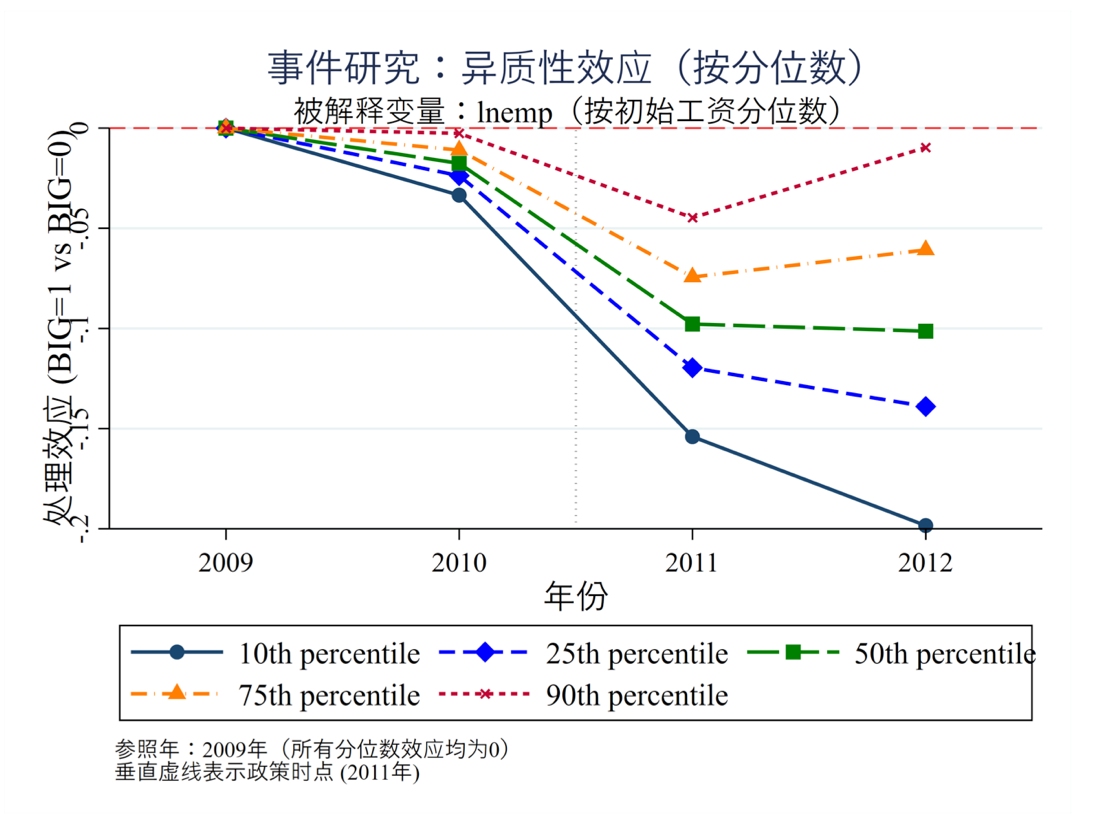 事件研究：异质性效应（按分位数）
被解释变量：lnemp（按初始工资分位数）
处理效应 (BIG=1 vs BIG=0)
0
-.05
-.1
-.15
-.2
2009 2010 2011 2012
年份
10th percentile 25th percentile 50th percentile
75th percentile 90th percentile
参照年：2009年（所有分位数效应均为0）
垂直虚线表示政策时点 (2011年)